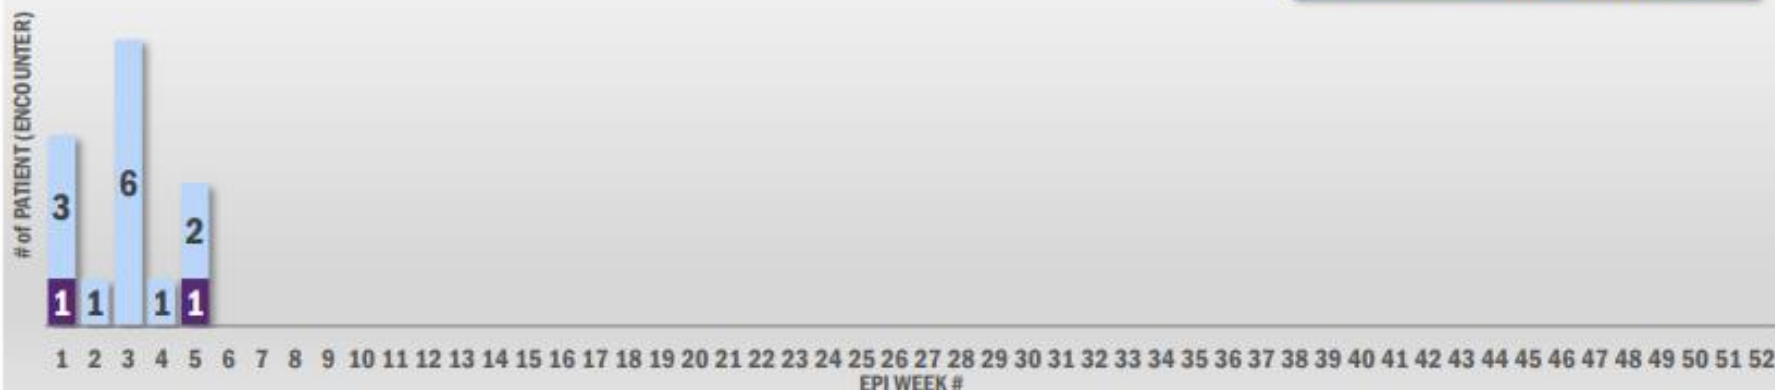 # of PATIENT (ENCOUNTER)
6
3
2
1 1 1 1
1 2 3 4 5 6 7 8 9 10 11 12 13 14 15 16 17 18 19 20 21 22 23 24 25 26 27 28 29 30 31 32 33 34 35 36 37 38 39 40 41 42 43 44 45 46 47 48 49 50 51 52
EPI WEEK #